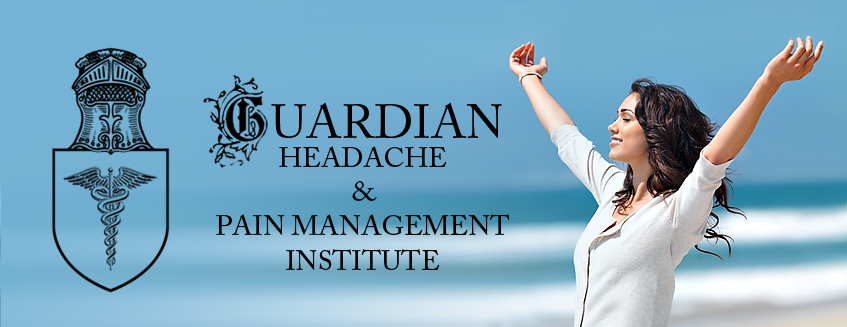 GUARDIAN
HEADACHE
&
PAIN MANAGEMENT
INSTITUTE